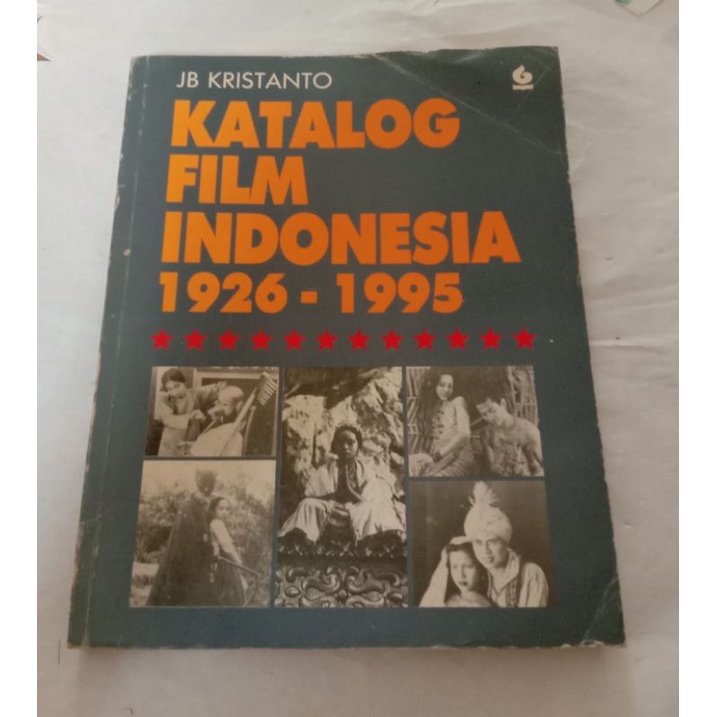 JB KRISTANTO
KATALOG
FILM
INDONESIA
1926 - 1995